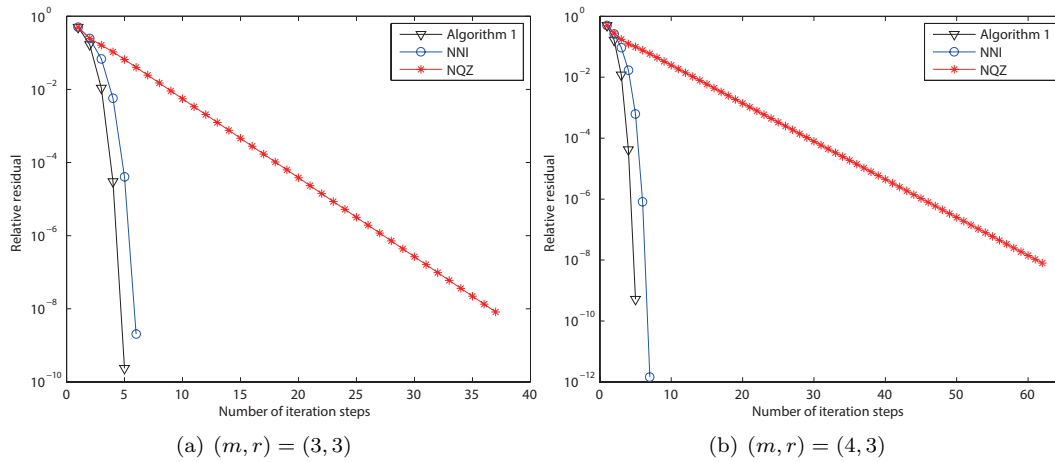 10^0
10^-2
10^-4
10^-6
10^-8
10^-10
Relative residual
0 5 10 15 20 25 30 35 40
Number of iteration steps
Algorithm 1
NNI
NQZ
(a) (m, r) = (3, 3)
10^0
10^-2
10^-4
10^-6
10^-8
10^-10
10^-12
Relative residual
0 10 20 30 40 50 60
Number of iteration steps
Algorithm 1
NNI
NQZ
(b) (m, r) = (4, 3)